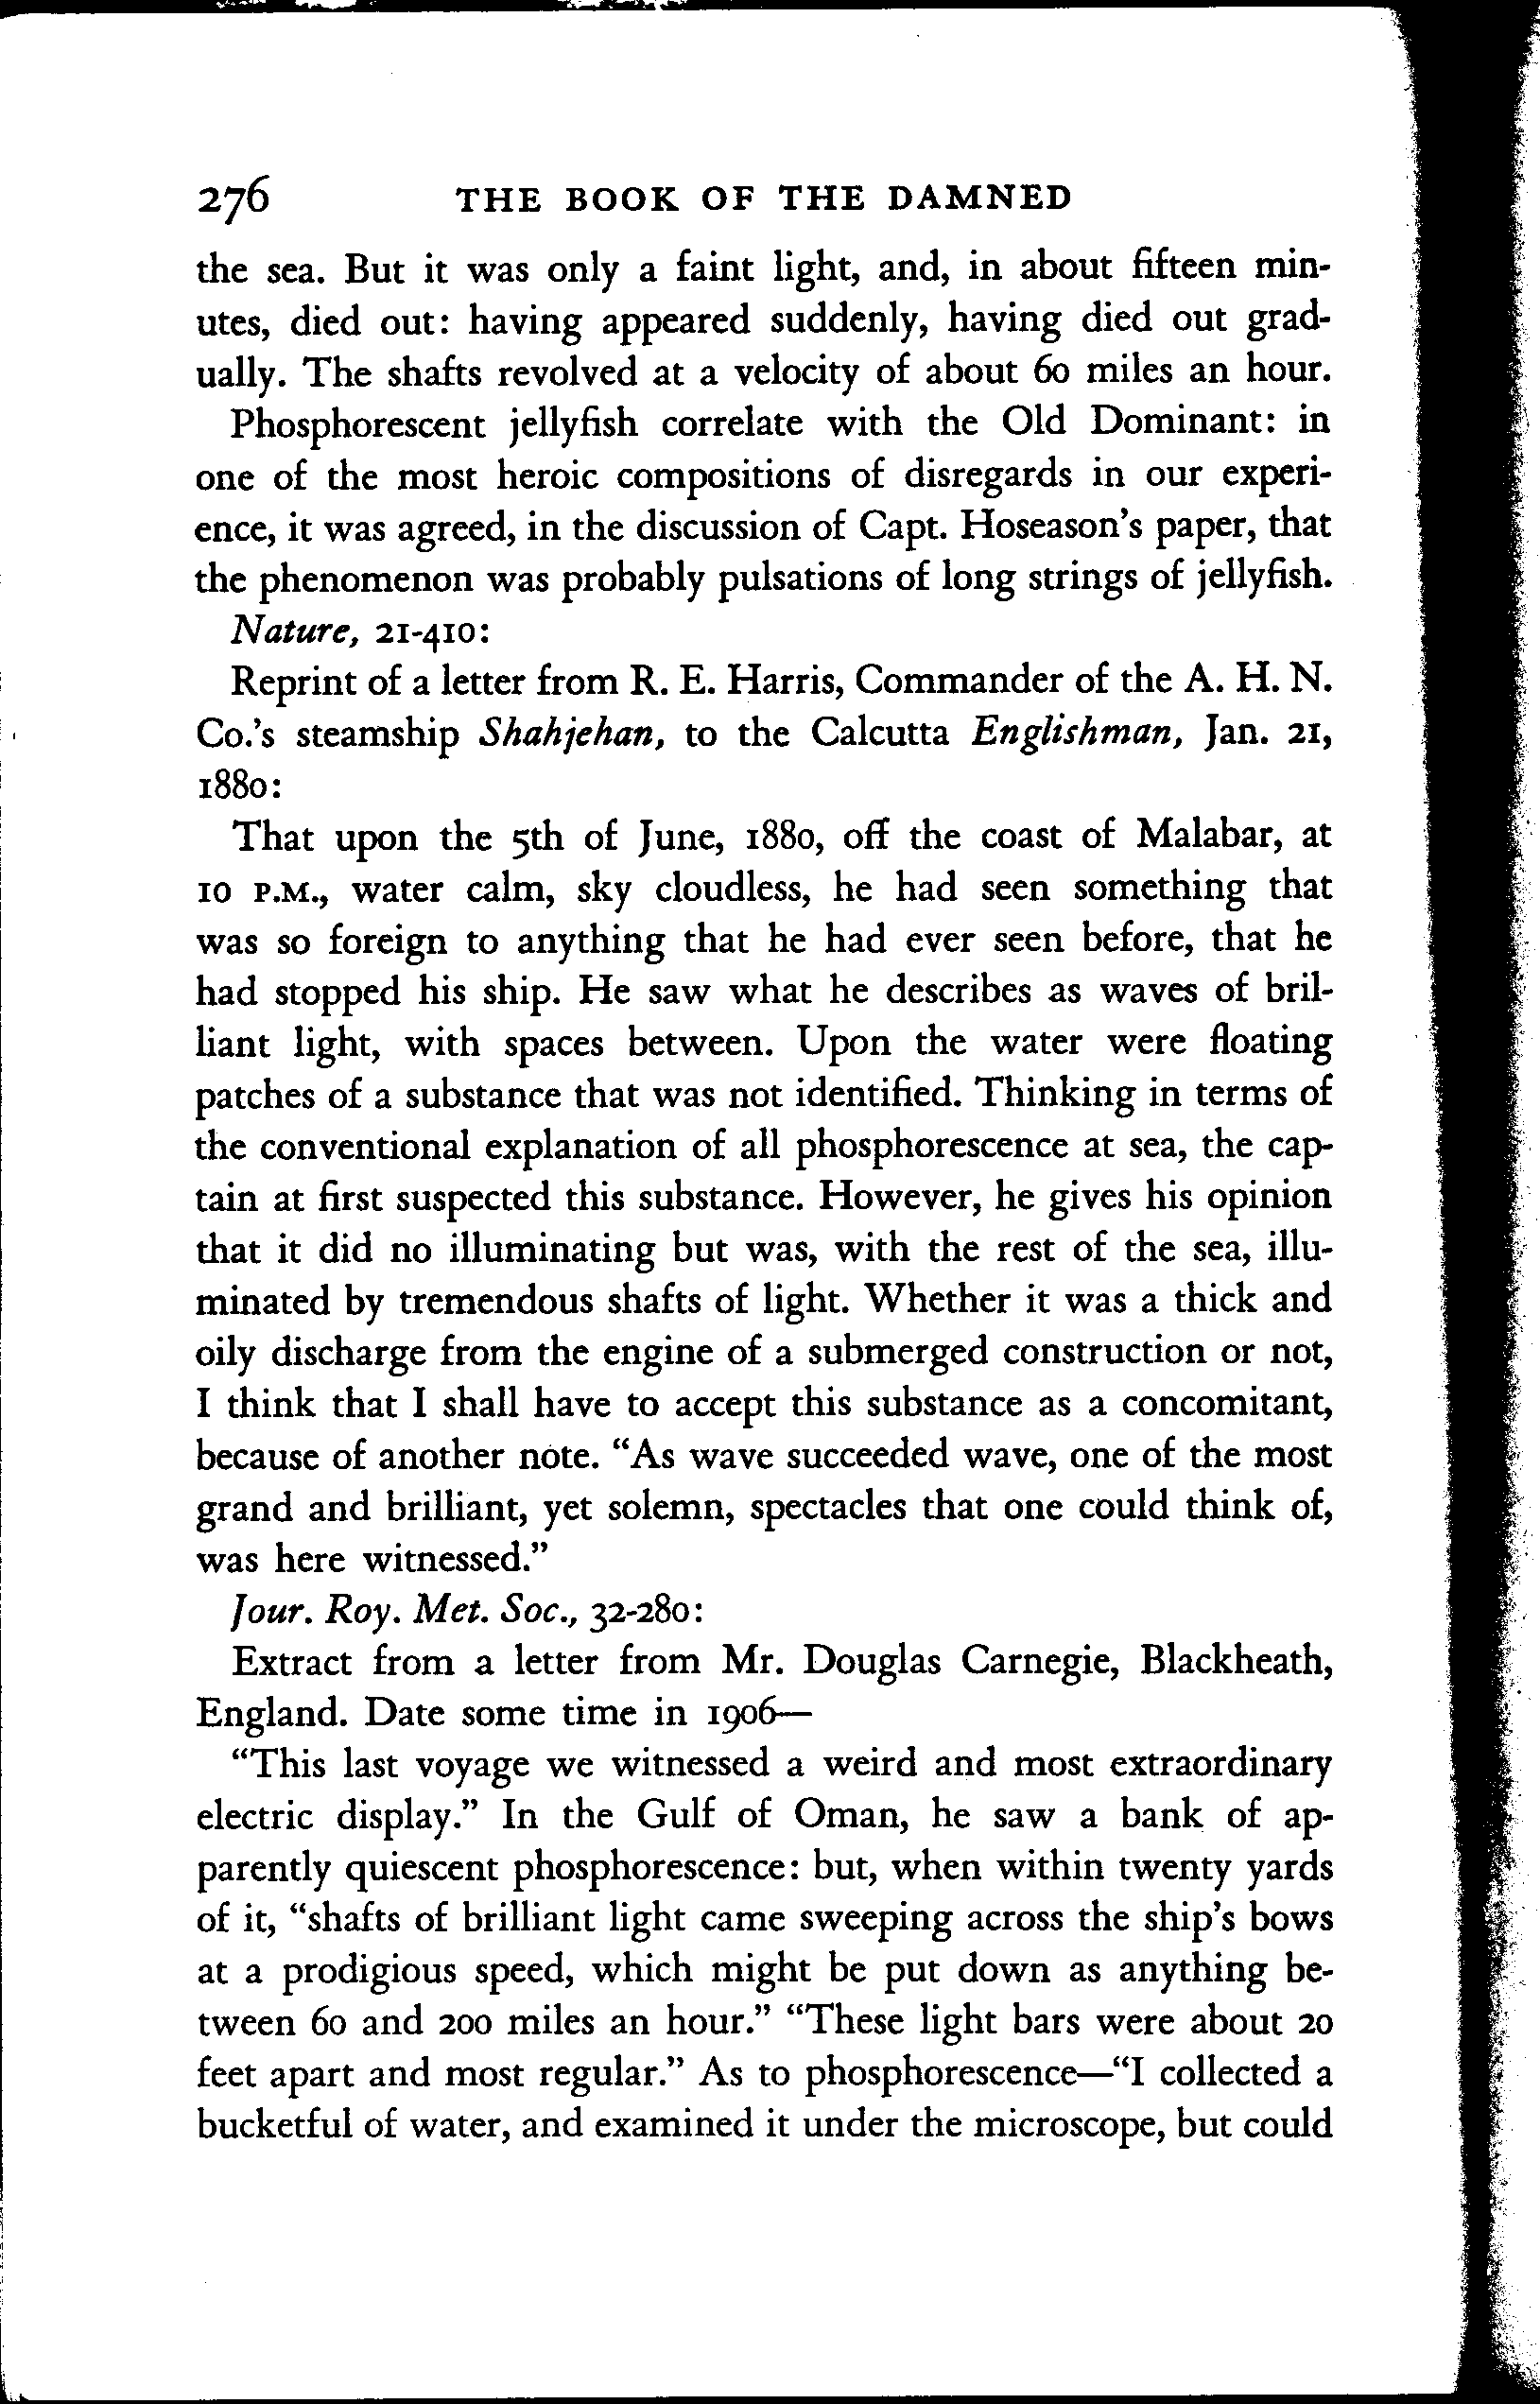 276 THE BOOK OF THE DAMNED
the sea. But it was only a faint light, and, in about fifteen min-
utes, died out: having appeared suddenly, having died out grad-
ually. The shafts revolved at a velocity of about 60 miles an hour.
Phosphorescent jellyfish correlate with the Old Dominant: in
one of the most heroic compositions of disregards in our experi-
ence, it was agreed, in the discussion of Capt. Hoseason's paper, that
the phenomenon was probably pulsations of long strings of jellyfish.
Nature, 21-410:
Reprint of a letter from R. E. Harris, Commander of the A. H. N.
Co.'s steamship Shahjehan, to the Calcutta Englishman, Jan. 21,
1880:
That upon the 5th of June, 1880, off the coast of Malabar, at
10 P.M., water calm, sky cloudless, he had seen something that
was so foreign to anything that he had ever seen before, that he
had stopped his ship. He saw what he describes as waves of bril-
liant light, with spaces between. Upon the water were floating
patches of a substance that was not identified. Thinking in terms of
the conventional explanation of all phosphorescence at sea, the cap-
tain at first suspected this substance. However, he gives his opinion
that it did no illuminating but was, with the rest of the sea, illu-
minated by tremendous shafts of light. Whether it was a thick and
oily discharge from the engine of a submerged construction or not,
I think that I shall have to accept this substance as a concomitant,
because of another note. "As wave succeeded wave, one of the most
grand and brilliant, yet solemn, spectacles that one could think of,
was here witnessed."
Jour. Roy. Met. Soc., 32-280:
Extract from a letter from Mr. Douglas Carnegie, Blackheath,
England. Date some time in 1906—
"This last voyage we witnessed a weird and most extraordinary
electric display." In the Gulf of Oman, he saw a bank of ap-
parently quiescent phosphorescence: but, when within twenty yards
of it, "shafts of brilliant light came sweeping across the ship's bows
at a prodigious speed, which might be put down as anything be-
tween 60 and 200 miles an hour." "These light bars were about 20
feet apart and most regular." As to phosphorescence—"I collected a
bucketful of water, and examined it under the microscope, but could